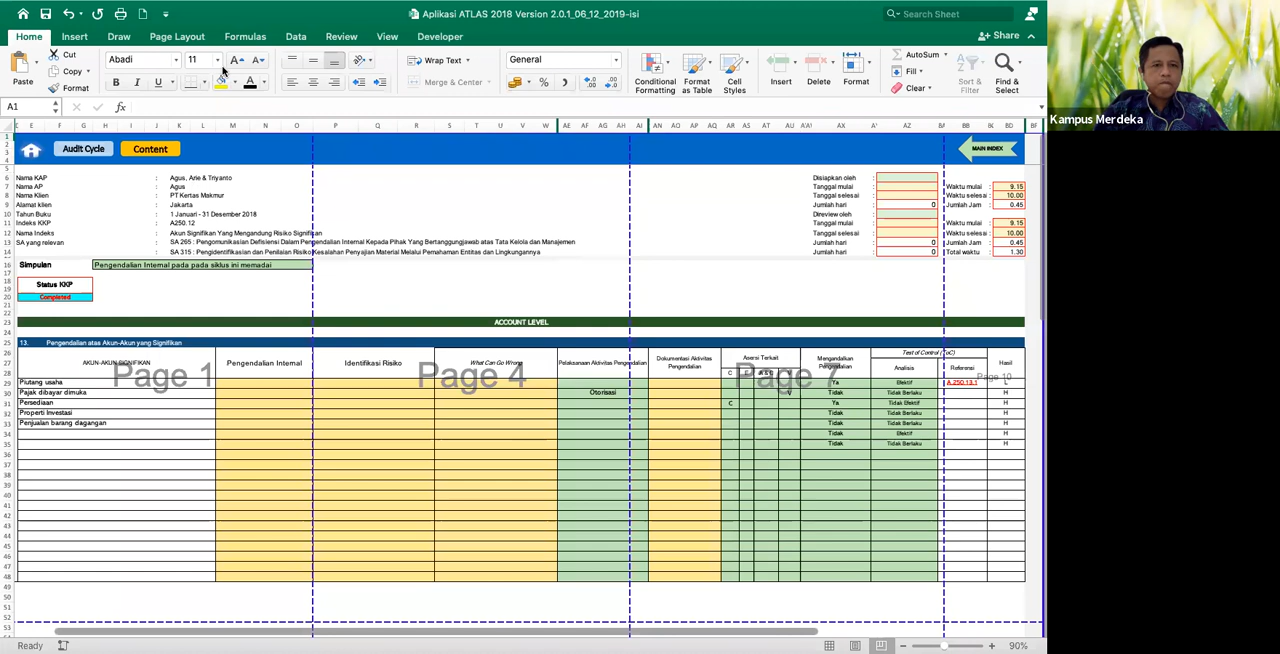 Aplikasi ATLAS 2018 Version 2.0.1_06_12_2019-isi
Search Sheet
Home Insert Draw Page Layout Formulas Data Review View Developer
Share
Paste
Cut
Copy
Format
Abadi 11
B I U
Wrap Text
Merge & Center
General
Conditional Formatting
Format as Table
Cell Styles
Insert
Delete
Format
AutoSum
Fill
Clear
Sort & Filter
Find & Select
A1
fx
Audit Cycle
Content
MAIN INDEX
Nama KAP : Agus, Arie & Triyanto
Nama AP : Agus
Nama Klien : PT Kertas Makmur
Alamat klien : Jakarta
Tahun Buku : 1 Januari - 31 Desember 2018
Indeks KKP : A250.12
Nama Indeks : Akun Signifikan Yang Mengandung Risiko Signifikan
SA yang relevan : SA 265 : Pengomunikasian Defisiensi Dalam Pengendalian Internal Kepada Pihak Yang Bertanggungjawab atas Tata Kelola dan Manajemen
SA 315 : Pengidentifikasian dan Penilaian Risiko Kesalahan Penyajian Material Melalui Pemahaman Entitas dan Lingkungannya
Disiapkan oleh :
Tanggal mulai : Waktu mulai : 9.15
Tanggal selesai : Waktu selesai : 10.00
Jumlah hari : 0 Jumlah Jam : 0.45
Direview oleh :
Tanggal mulai : Waktu mulai : 9.15
Tanggal selesai : Waktu selesai : 10.00
Jumlah hari : 0 Jumlah Jam : 0.45
Jumlah hari : 0 Total waktu : 1.30
Simpulan Pengendalian Internal pada pada siklus ini memadai
Status KKP
Completed
ACCOUNT LEVEL
13. Pengendalian atas Akun-Akun yang Signifikan
AKUN-AKUN SIGNIFIKAN
Pengendalian Internal
Identifikasi Risiko
What Can Go Wrong
Pelaksanaan Aktivitas Pengendalian
Dokumentasi Aktivitas Pengendalian
Asersi Terkait
C E A&C V
Mengandalkan Pengendalian
Test of Control (ToC)
Analisis
Referensi
Hasil
Page 1
Page 4
Page 7
Page 10
Piutang usaha Ya Efektif A.250.13.1 L
Pajak dibayar dimuka Otorisasi V Tidak Tidak Berlaku H
Persediaan C Ya Tidak Efektif H
Properti Investasi Tidak Tidak Berlaku H
Penjualan barang dagangan Tidak Tidak Berlaku H
Tidak Efektif H
Tidak Tidak Berlaku H
Ready
90%
Kampus Merdeka